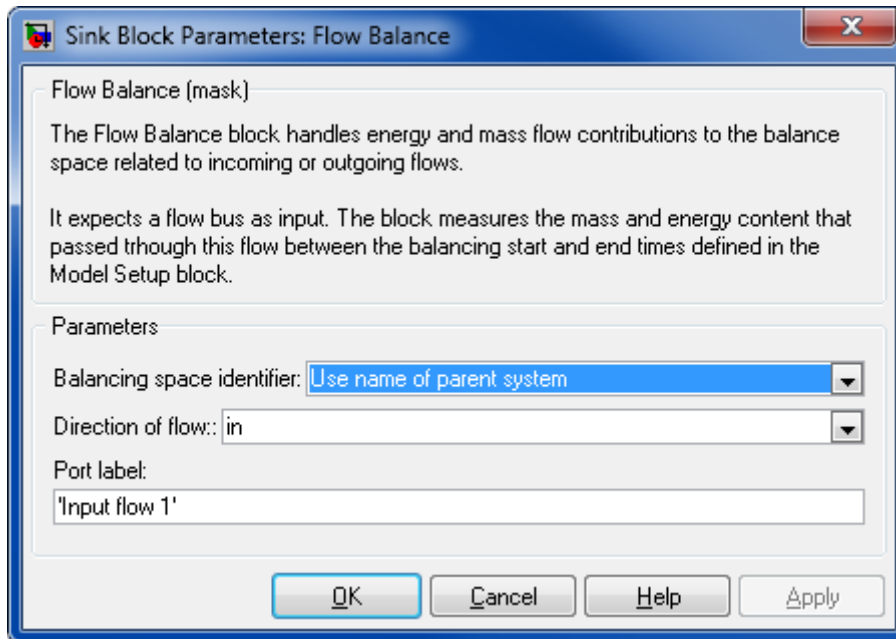 Sink Block Parameters: Flow Balance
Flow Balance (mask)
The Flow Balance block handles energy and mass flow contributions to the balance
space related to incoming or outgoing flows.
It expects a flow bus as input. The block measures the mass and energy content that
passed trhough this flow between the balancing start and end times defined in the
Model Setup block.
Parameters
Balancing space identifier: Use name of parent system
Direction of flow:: in
Port label:
'Input flow 1'
OK Cancel Help Apply